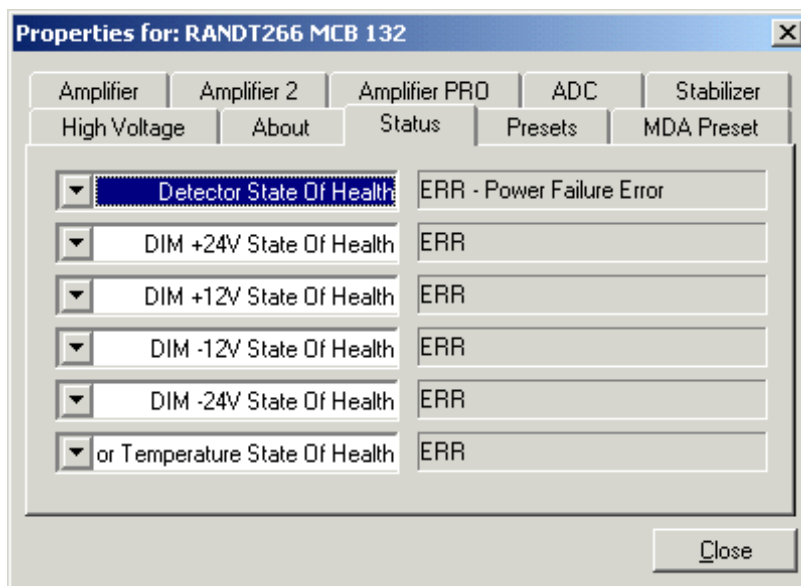 Properties for: RANDT266 MCB 132
Amplifier Amplifier 2 Amplifier PRO ADC Stabilizer
High Voltage About Status Presets MDA Preset
Detector State Of Health ERR - Power Failure Error
DIM +24V State Of Health ERR
DIM +12V State Of Health ERR
DIM -12V State Of Health ERR
DIM -24V State Of Health ERR
or Temperature State Of Health ERR
Close